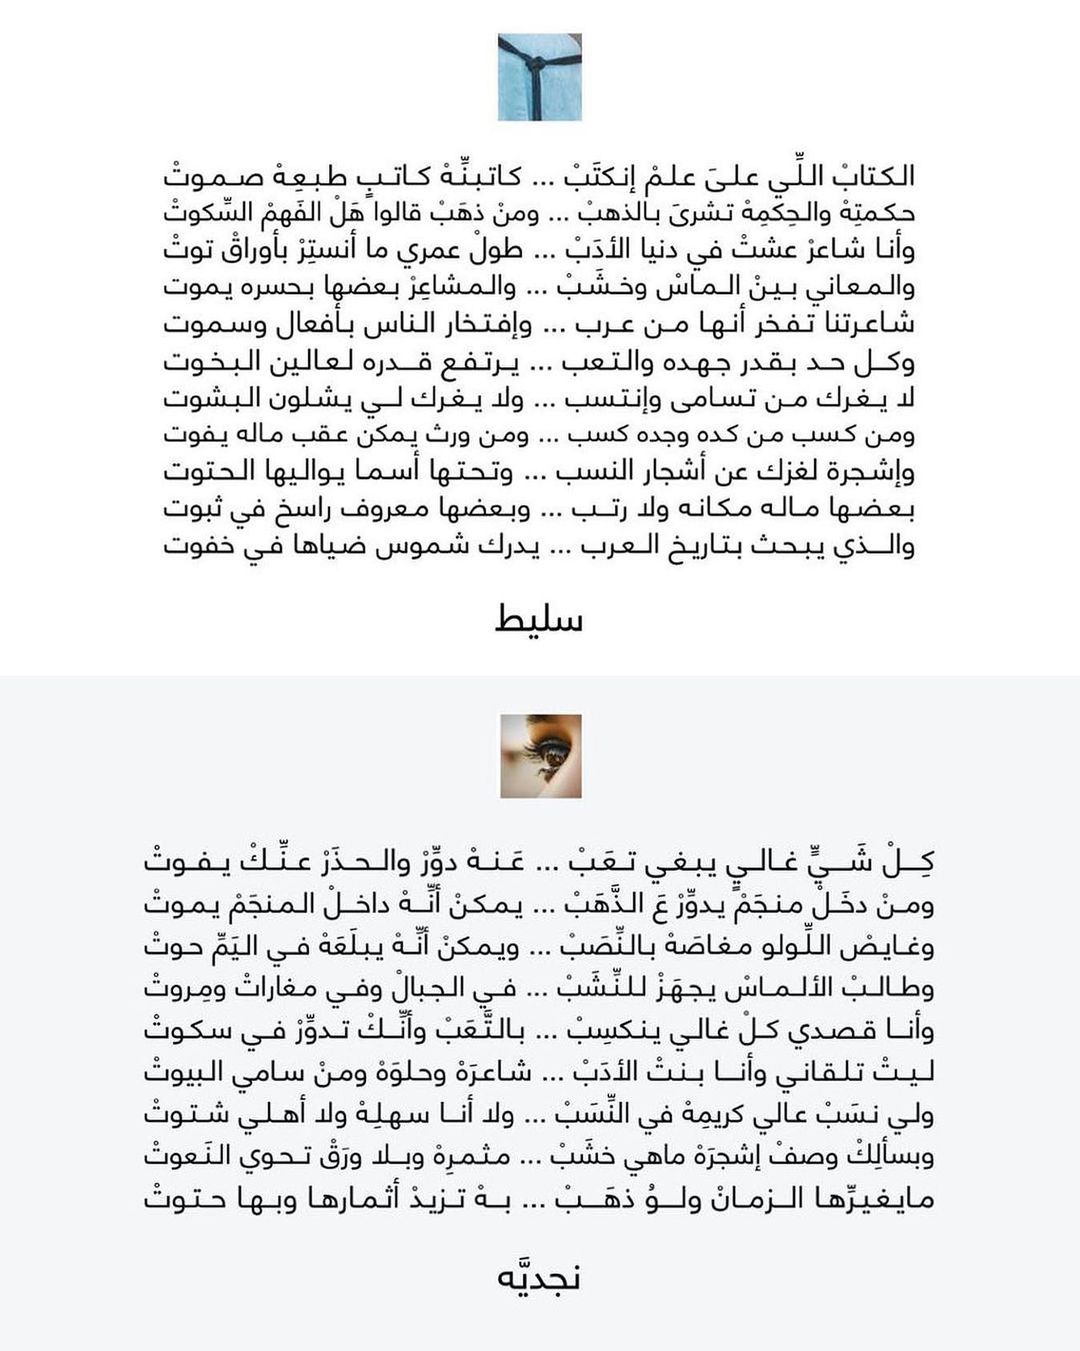 الكتابْ اللِّي علىَ علمْ إنكتَبْ ... كاتبنِّهْ كاتبٍ طبعِهْ صموتْ
حكمتِهْ والحِكمِهْ تشرىَ بالذهبْ ... ومنْ ذهَبْ قالوا هَلْ الفَهمْ السِّكوتْ
وأنا شاعرْ عشتْ في دنيا الأدَبْ ... طولْ عمري ما أنستِرْ بأوراقْ توتْ
والمعاني بينْ الماسْ وخشَبْ ... والمشاعِرْ بعضها بحسره يموت
شاعرتنا تفخر أنها من عرب ... وإفتخار الناس بأفعال وسموت
وكل حد بقدر جهده والتعب ... يرتفع قدره لعالين البخوت
لا يغرك من تسامى وإنتسب ... ولا يغرك لي يشلون البشوت
ومن كسب من كده وجده كسب ... ومن ورث يمكن عقب ماله يفوت
وإشجرة لغزك عن أشجار النسب ... وتحتها أسما يواليها الحتوت
بعضها ماله مكانه ولا رتب ... وبعضها معروف راسخ في ثبوت
والذي يبحث بتاريخ العرب ... يدرك شموس ضياها في خفوت
سليط
كِلْ شَيٍّ غالي يبغي تعَبْ ... عَنهْ دوِّرْ والحذَرْ عنِّكْ يفوتْ
ومنْ دخَلْ منجَمْ يدوِّرْ عَ الذَّهَبْ ... يمكنْ أنَّهْ داخلْ المنجَمْ يموتْ
وغايصْ اللِّولو مغاصَهْ بالنِّصَبْ ... ويمكنْ أنَّهْ يبلَعَهْ في اليَمِّ حوتْ
وطالبْ الألماسْ يجهَزْ للنِّشَبْ ... في الجبالْ وفي مغاراتْ ومِروتْ
وأنا قصدي كلْ غالي ينكسِبْ ... بالتَّعَبْ وأنِّكْ تدوِّرْ في سكوتْ
ليتْ تلقاني وأنا بنتْ الأدَبْ ... شاعرَهْ وحلوَهْ ومنْ سامي البيوتْ
ولي نسَبْ عالي كريمِهْ في النِّسَبْ ... ولا أنا سهلِهْ ولا أهلي شتوتْ
وبسألِكْ وصفْ إشجرَهْ ماهي خشَبْ ... مثمرِهْ وبلا ورَقْ تحوي النَعوتْ
مايغيرِّها الزمانْ ولوُ ذهَبْ ... بهْ تزيدْ أثمارها وبها حتوتْ
نجديَّه